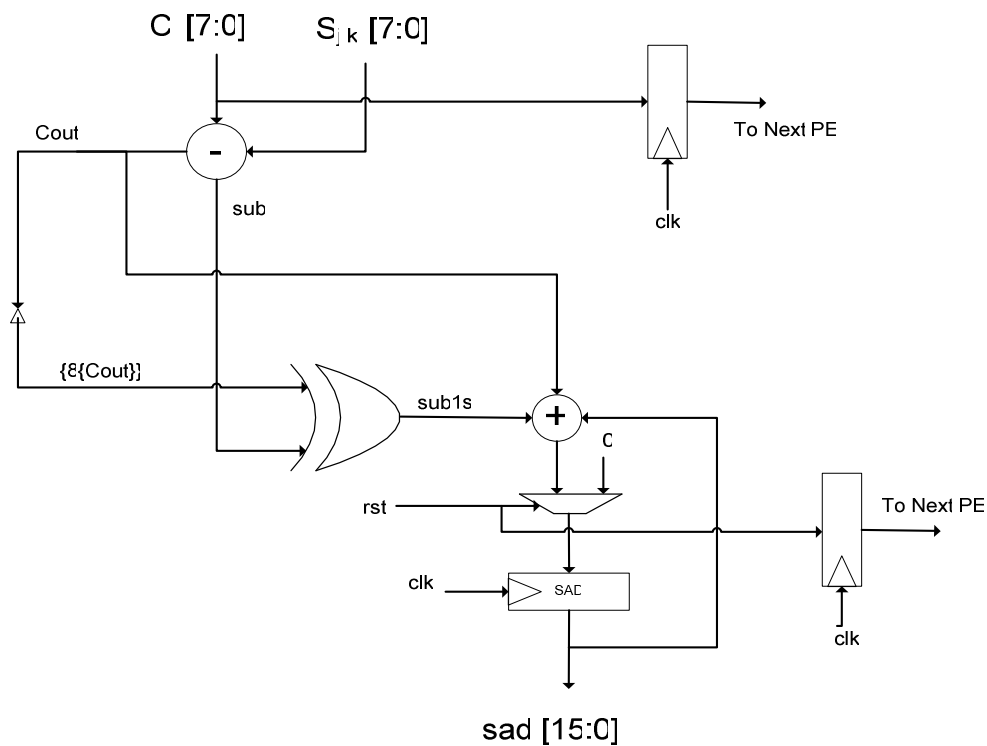 C [7:0]
Sj k [7:0]
Cout
-
To Next PE
sub
clk
{8{Cout}}
sub1s
+
0
rst
To Next PE
clk
SAD
clk
sad [15:0]